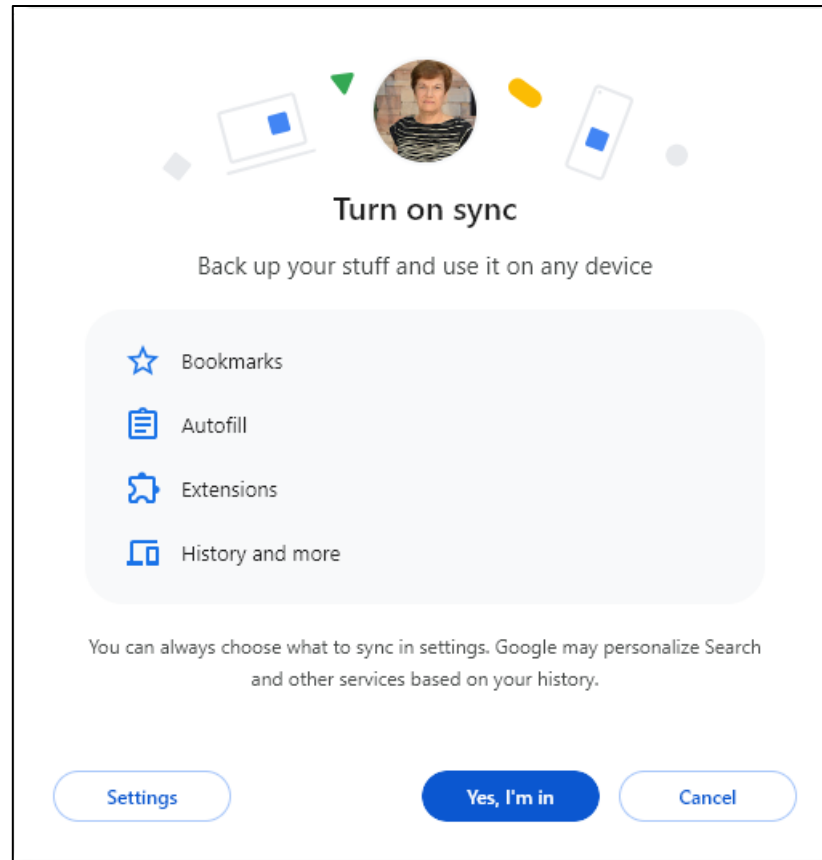 Turn on sync
Back up your stuff and use it on any device
Bookmarks
Autofill
Extensions
History and more
You can always choose what to sync in settings. Google may personalize Search
and other services based on your history.
Settings
Yes, I'm in
Cancel